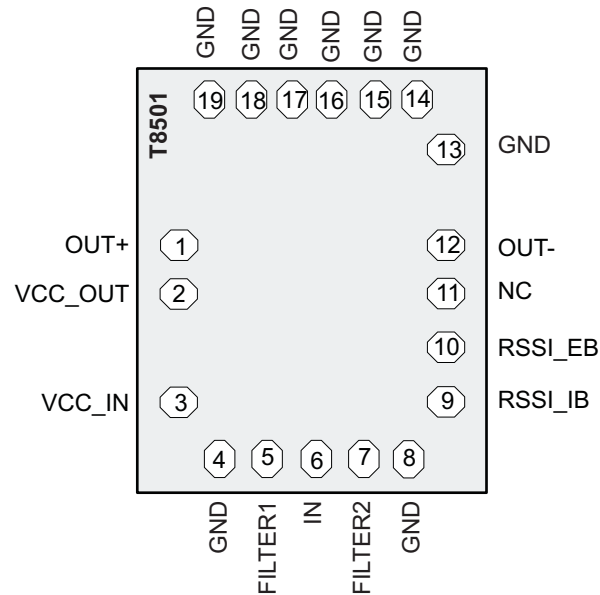 GND GND GND GND GND GND
19 18 17 16 15 14
T8501
13 GND
OUT+ 1 12 OUT-
VCC_OUT 2 11 NC
10 RSSI_EB
VCC_IN 3 9 RSSI_IB
4 5 6 7 8
GND FILTER1 IN FILTER2 GND